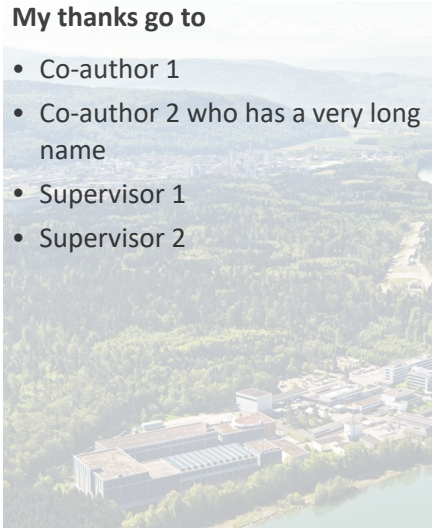 My thanks go to
• Co-author 1
• Co-author 2 who has a very long
name
• Supervisor 1
• Supervisor 2